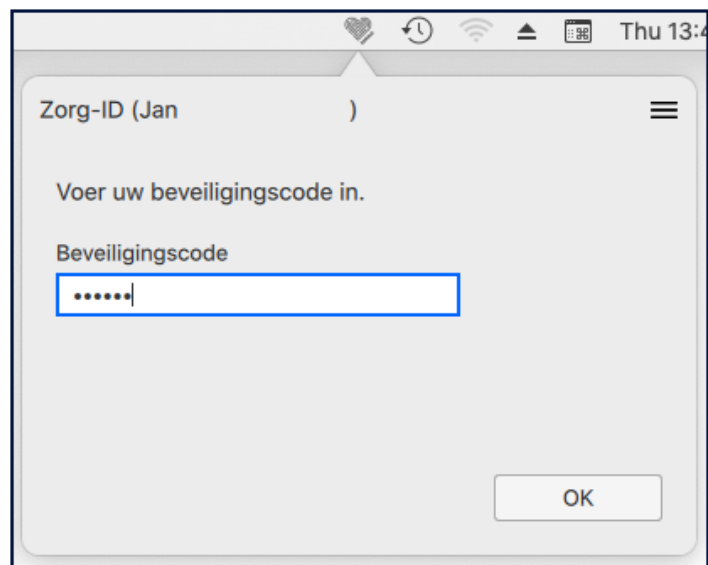 Thu 13:4
Zorg-ID (Jan )
Voer uw beveiligingscode in.
Beveiligingscode
••••••
OK